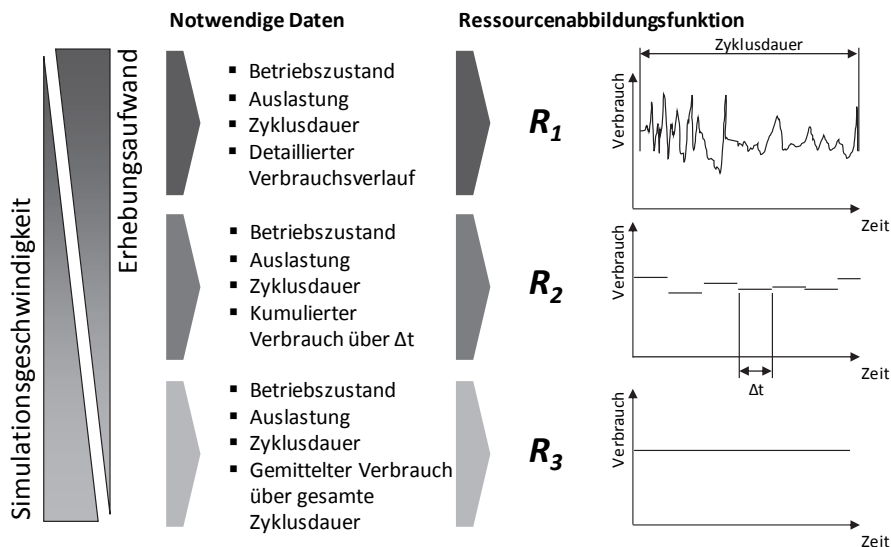 Notwendige Daten
Ressourcenabbildungsfunktion
Simulationsgeschwindigkeit
Erhebungsaufwand
▪ Betriebszustand
▪ Auslastung
▪ Zyklusdauer
▪ Detaillierter
Verbrauchsverlauf
R1
Zyklusdauer
Verbrauch
Zeit
▪ Betriebszustand
▪ Auslastung
▪ Zyklusdauer
▪ Kumulierter
Verbrauch über Δt
R2
Verbrauch
Δt
Zeit
▪ Betriebszustand
▪ Auslastung
▪ Zyklusdauer
▪ Gemittelter Verbrauch
über gesamte
Zyklusdauer
R3
Verbrauch
Zeit